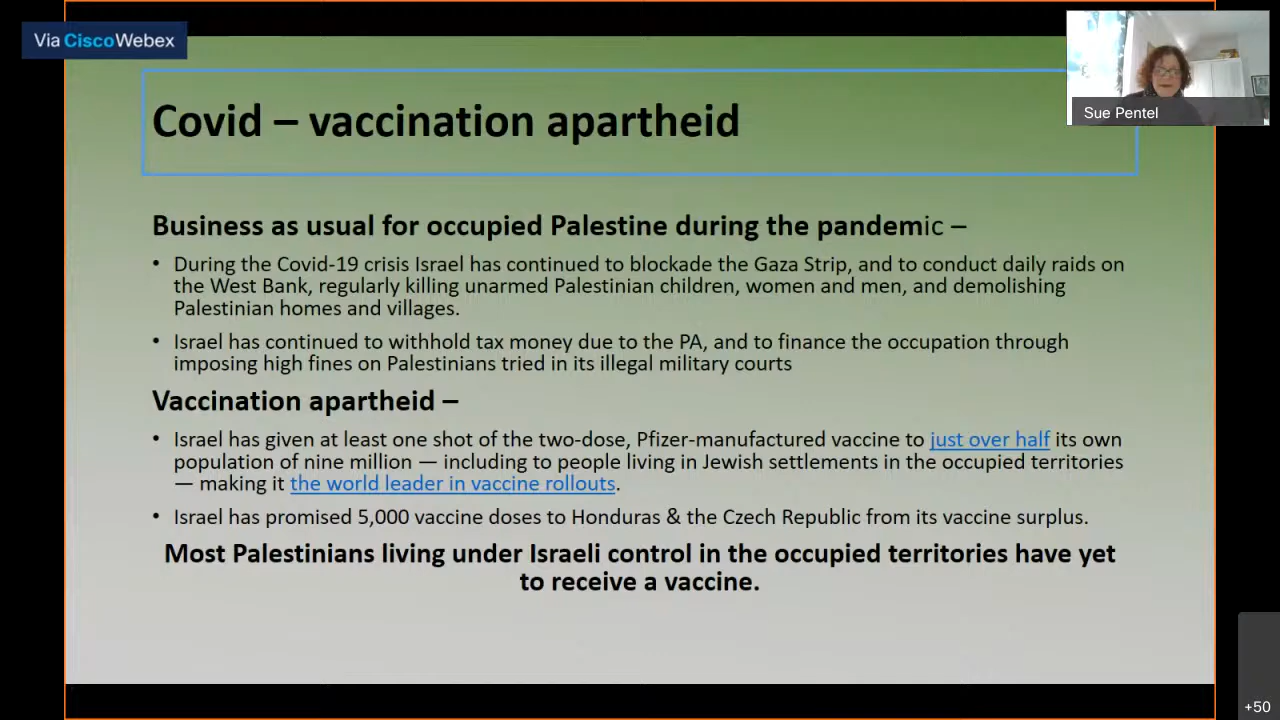 Via CiscoWebex
Sue Pentel
Covid – vaccination apartheid
Business as usual for occupied Palestine during the pandemic –
• During the Covid-19 crisis Israel has continued to blockade the Gaza Strip, and to conduct daily raids on
the West Bank, regularly killing unarmed Palestinian children, women and men, and demolishing
Palestinian homes and villages.
• Israel has continued to withhold tax money due to the PA, and to finance the occupation through
imposing high fines on Palestinians tried in its illegal military courts
Vaccination apartheid –
• Israel has given at least one shot of the two-dose, Pfizer-manufactured vaccine to just over half its own
population of nine million — including to people living in Jewish settlements in the occupied territories
— making it the world leader in vaccine rollouts.
• Israel has promised 5,000 vaccine doses to Honduras & the Czech Republic from its vaccine surplus.
Most Palestinians living under Israeli control in the occupied territories have yet
to receive a vaccine.
+50